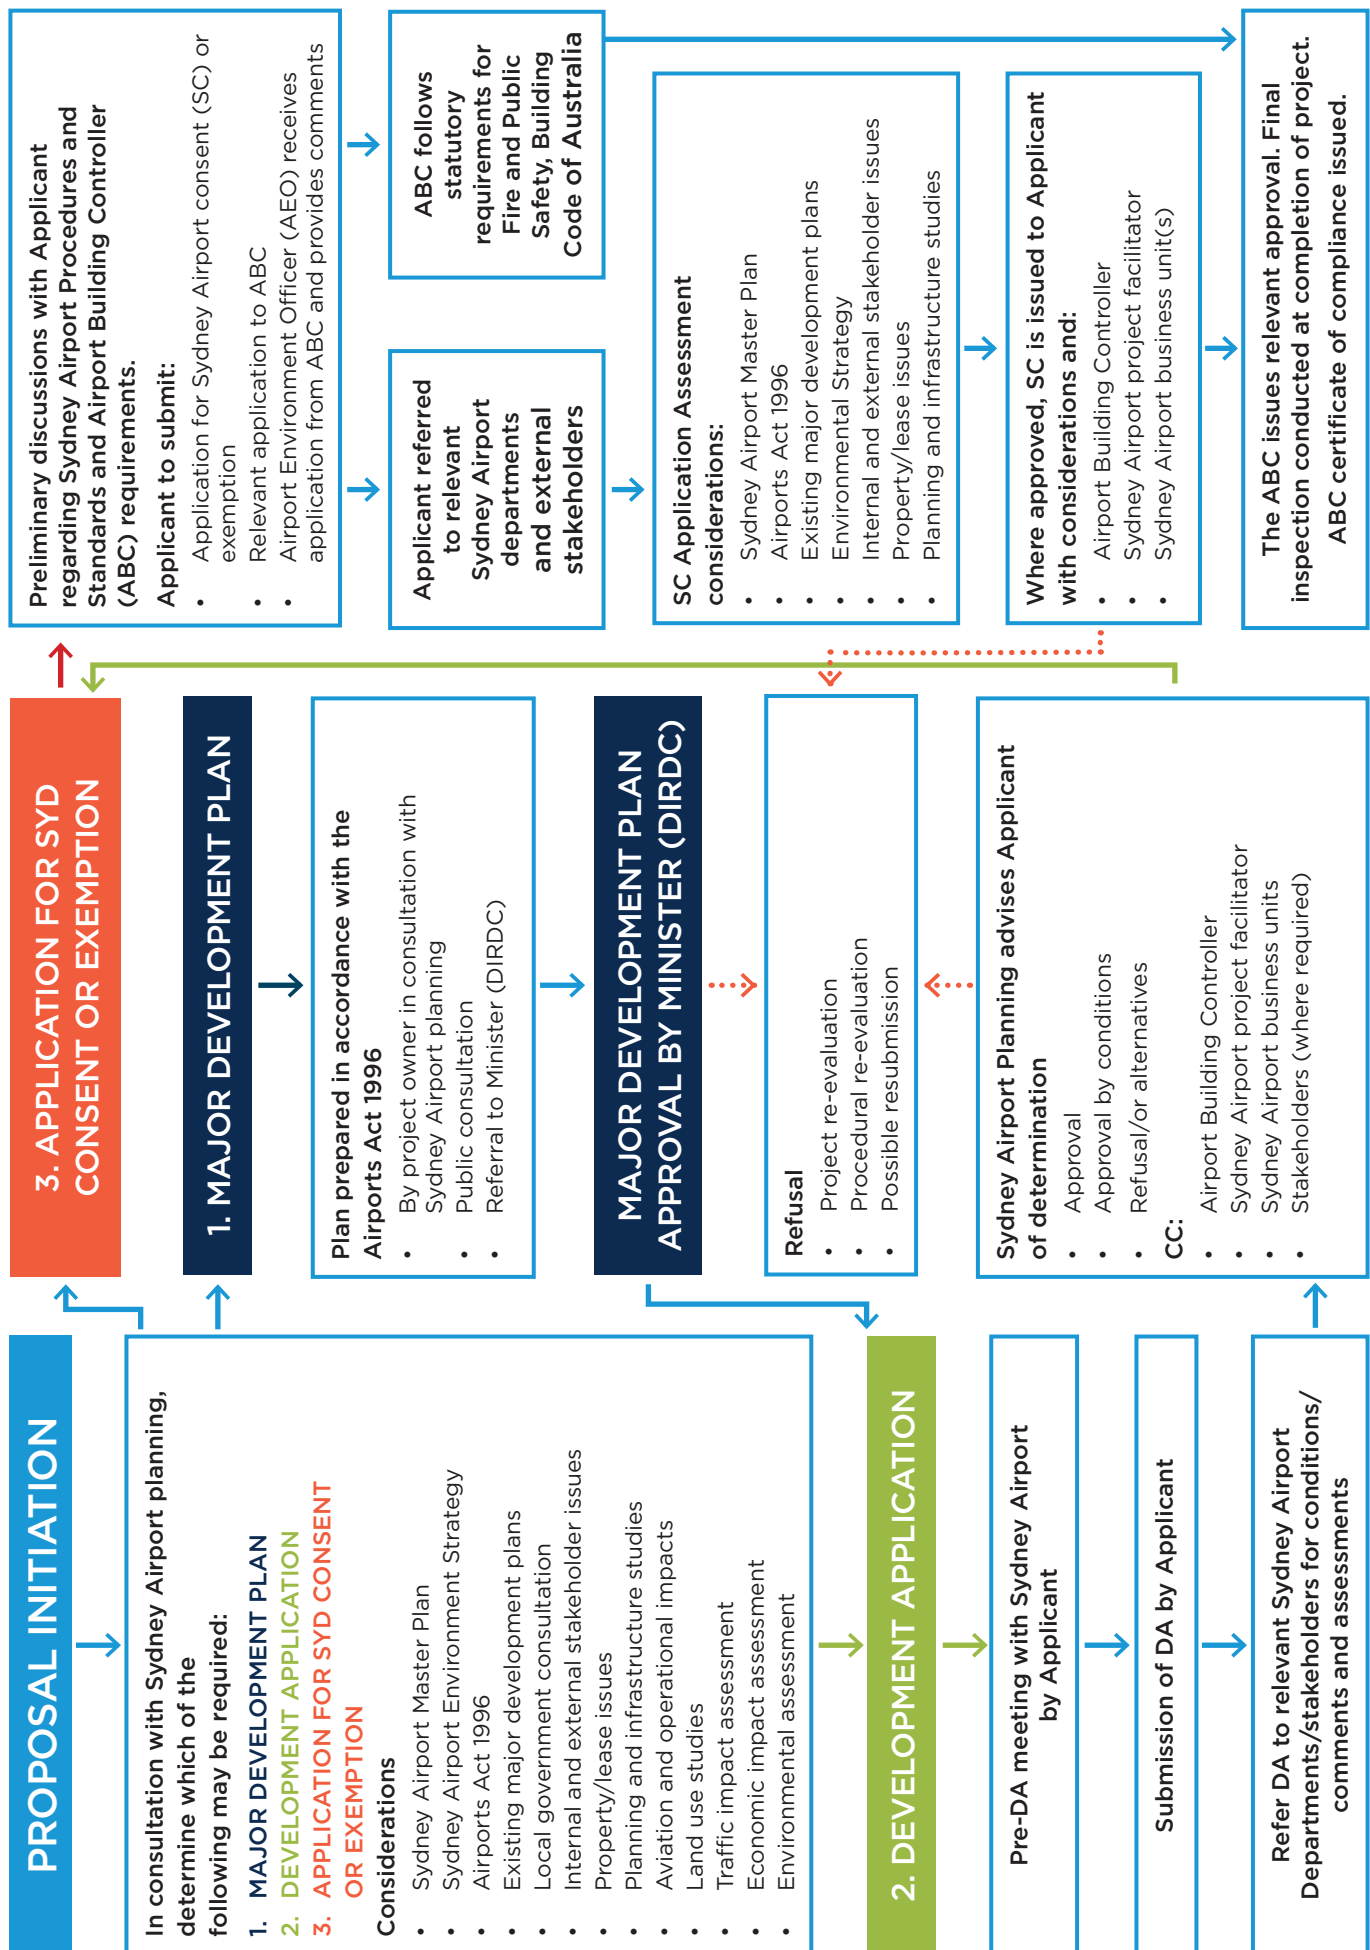 PROPOSAL INITIATION
In consultation with Sydney Airport planning,
determine which of the
following may be required:
1. MAJOR DEVELOPMENT PLAN
2. DEVELOPMENT APPLICATION
3. APPLICATION FOR SYD CONSENT
OR EXEMPTION
Considerations
• Sydney Airport Master Plan
• Sydney Airport Environment Strategy
• Airports Act 1996
• Existing major development plans
• Local government consultation
• Internal and external stakeholder issues
• Property/lease issues
• Planning and infrastructure studies
• Aviation and operational impacts
• Land use studies
• Traffic impact assessment
• Economic impact assessment
• Environmental assessment
2. DEVELOPMENT APPLICATION
Pre-DA meeting with Sydney Airport
by Applicant
Submission of DA by Applicant
Refer DA to relevant Sydney Airport
Departments/stakeholders for conditions/
comments and assessments
3. APPLICATION FOR SYD
CONSENT OR EXEMPTION
1. MAJOR DEVELOPMENT PLAN
Plan prepared in accordance with the
Airports Act 1996
• By project owner in consultation with
Sydney Airport planning
• Public consultation
• Referral to Minister (DIRDC)
MAJOR DEVELOPMENT PLAN
APPROVAL BY MINISTER (DIRDC)
Refusal
• Project re-evaluation
• Procedural re-evaluation
• Possible resubmission
Sydney Airport Planning advises Applicant
of determination
• Approval
• Approval by conditions
• Refusal/or alternatives
CC:
• Airport Building Controller
• Sydney Airport project facilitator
• Sydney Airport business units
• Stakeholders (where required)
Preliminary discussions with Applicant
regarding Sydney Airport Procedures and
Standards and Airport Building Controller
(ABC) requirements.
Applicant to submit:
• Application for Sydney Airport consent (SC) or
exemption
• Relevant application to ABC
• Airport Environment Officer (AEO) receives
application from ABC and provides comments
Applicant referred
to relevant
Sydney Airport
departments
and external
stakeholders
ABC follows
statutory
requirements for
Fire and Public
Safety, Building
Code of Australia
SC Application Assessment
considerations:
• Sydney Airport Master Plan
• Airports Act 1996
• Existing major development plans
• Environmental Strategy
• Internal and external stakeholder issues
• Property/lease issues
• Planning and infrastructure studies
Where approved, SC is issued to Applicant
with considerations and:
• Airport Building Controller
• Sydney Airport project facilitator
• Sydney Airport business unit(s)
The ABC issues relevant approval. Final
inspection conducted at completion of project.
ABC certificate of compliance issued.